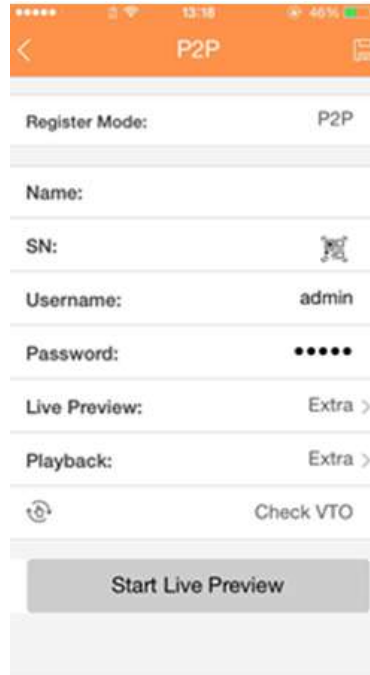 13:18 46%
P2P
Register Mode: P2P
Name:
SN:
Username: admin
Password: •••••
Live Preview: Extra
Playback: Extra
Check VTO
Start Live Preview